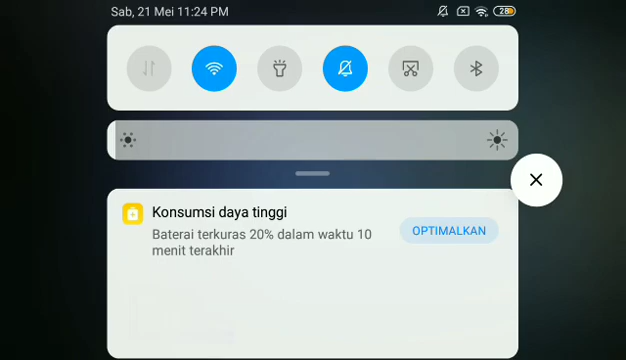 Sab, 21 Mei 11:24 PM
28
Konsumsi daya tinggi
Baterai terkuras 20% dalam waktu 10
menit terakhir
OPTIMALKAN